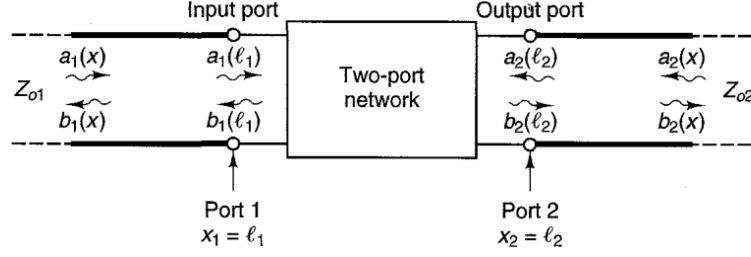 Input port
Output port
a₁(x)
a₁(ℓ₁)
a₂(ℓ₂)
a₂(x)
Zₒ₁
Two-port
network
Zₒ₂
b₁(x)
b₁(ℓ₁)
b₂(ℓ₂)
b₂(x)
Port 1
x₁ = ℓ₁
Port 2
x₂ = ℓ₂